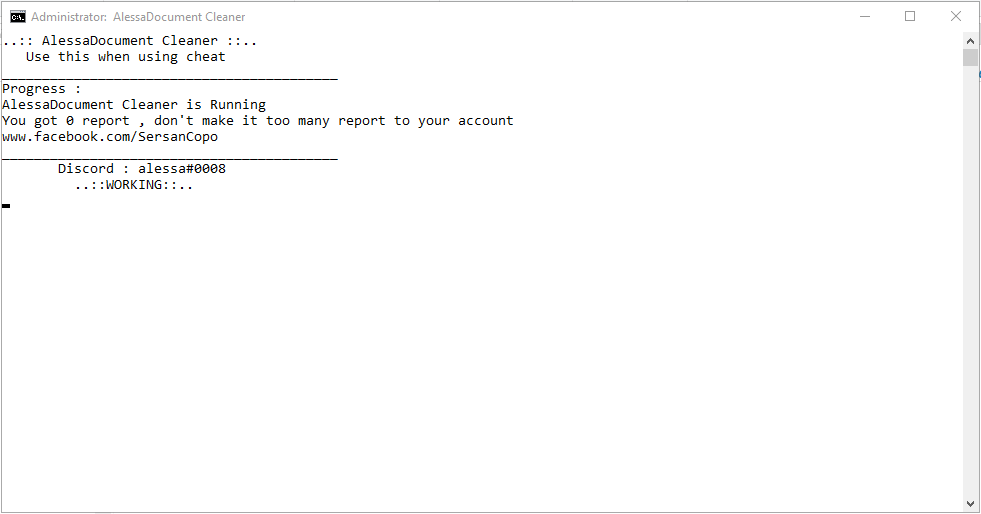 Administrator: AlessaDocument Cleaner
..:: AlessaDocument Cleaner ::..
Use this when using cheat
__________________________________________
Progress :
AlessaDocument Cleaner is Running
You got 0 report , don't make it too many report to your account
www.facebook.com/SersanCopo
__________________________________________
Discord : alessa#0008
..::WORKING::..